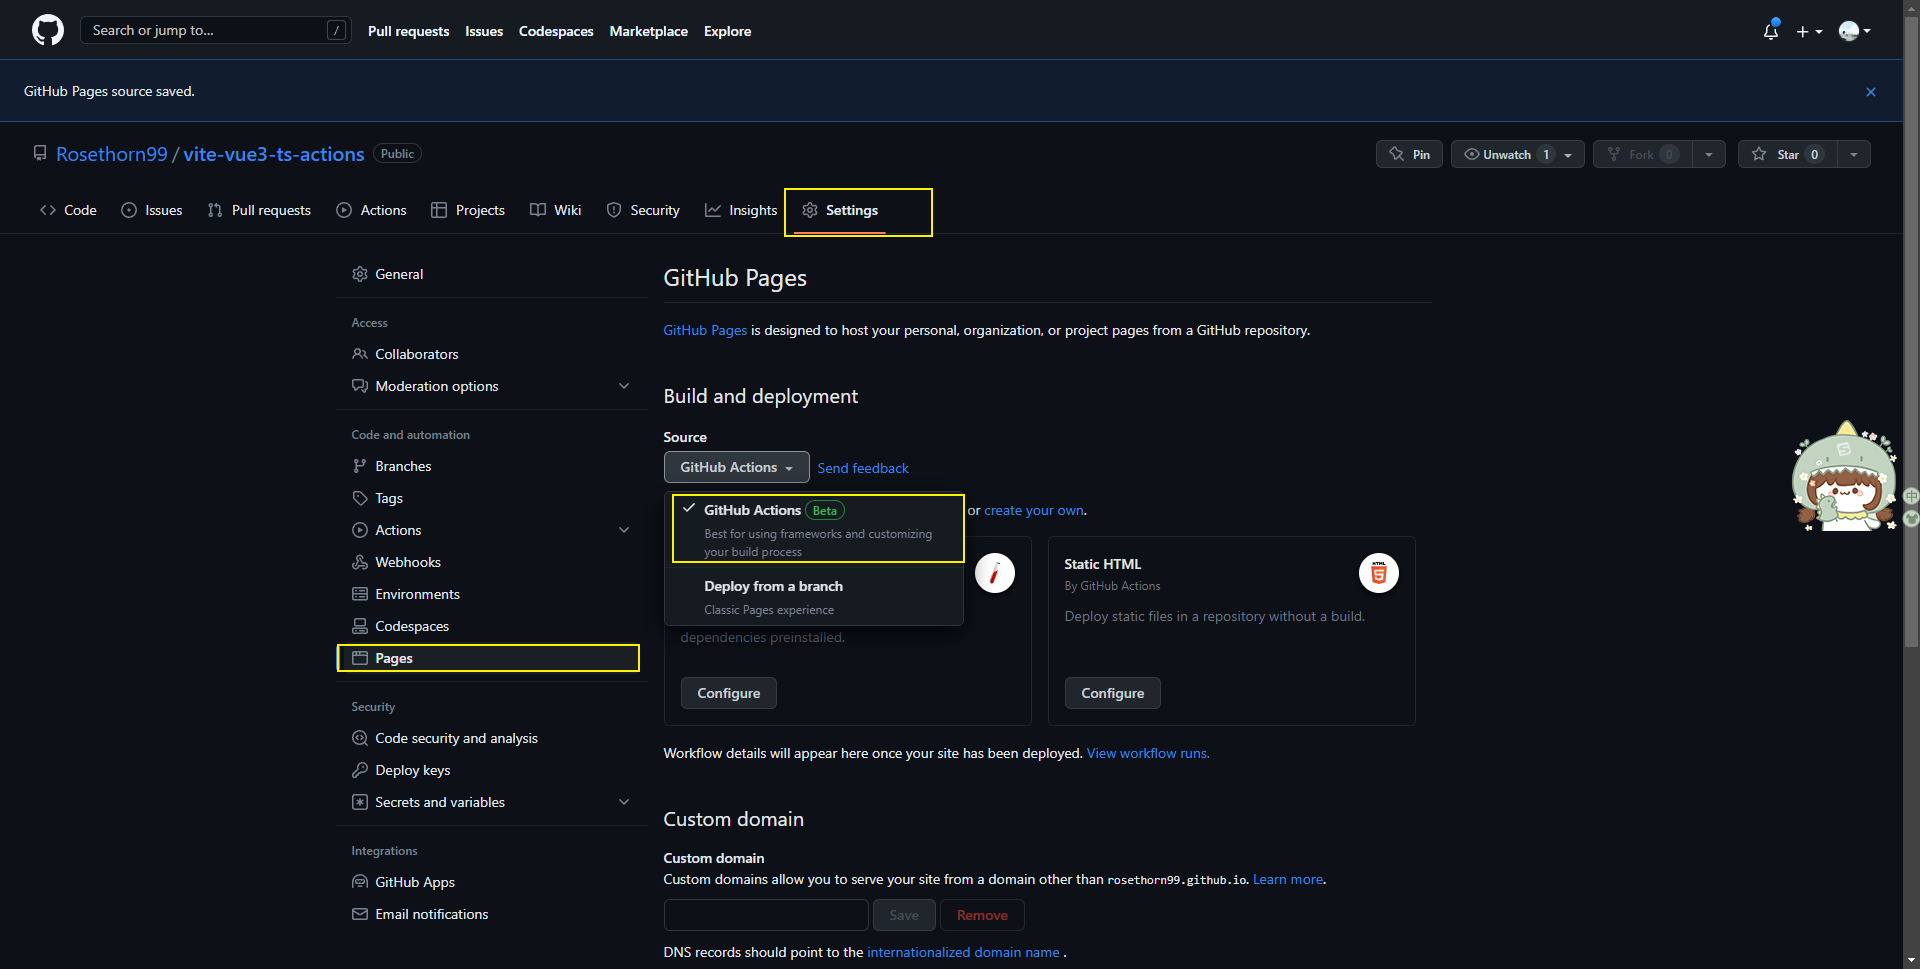 Search or jump to... /
Pull requests Issues Codespaces Marketplace Explore
GitHub Pages source saved.
Rosethorn99 / vite-vue3-ts-actions Public
Pin Unwatch 1 Fork 0 Star 0
Code Issues Pull requests Actions Projects Wiki Security Insights Settings
General
Access
Collaborators
Moderation options
Code and automation
Branches
Tags
Actions
Webhooks
Environments
Codespaces
Pages
Security
Code security and analysis
Deploy keys
Secrets and variables
Integrations
GitHub Apps
Email notifications
GitHub Pages
GitHub Pages is designed to host your personal, organization, or project pages from a GitHub repository.
Build and deployment
Source
GitHub Actions Send feedback
GitHub Actions Beta
Best for using frameworks and customizing
your build process
Deploy from a branch
Classic Pages experience
or create your own.
dependencies preinstalled.
Configure
Static HTML
By GitHub Actions
HTML 5
Deploy static files in a repository without a build.
Configure
Workflow details will appear here once your site has been deployed. View workflow runs.
Custom domain
Custom domain
Custom domains allow you to serve your site from a domain other than rosethorn99.github.io. Learn more.
Save Remove
DNS records should point to the internationalized domain name .
S
中